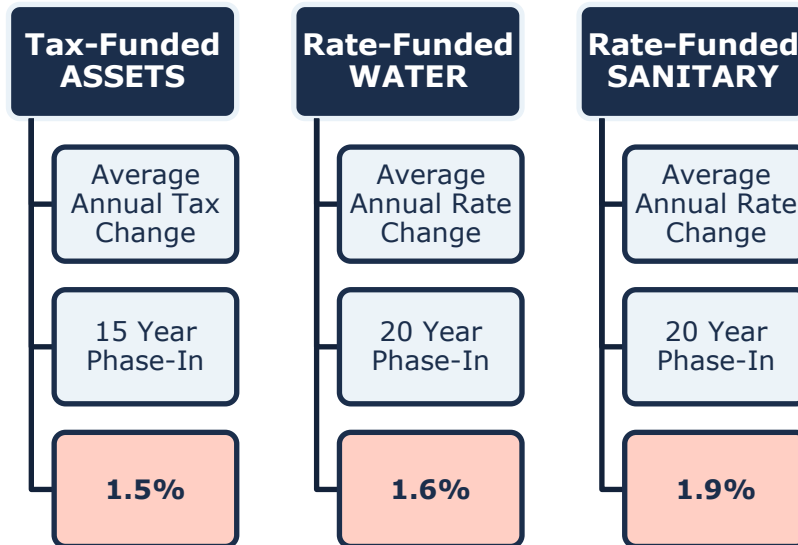 Tax-Funded
ASSETS
Average
Annual Tax
Change
15 Year
Phase-In
1.5%
Rate-Funded
WATER
Average
Annual Rate
Change
20 Year
Phase-In
1.6%
Rate-Funded
SANITARY
Average
Annual Rate
Change
20 Year
Phase-In
1.9%